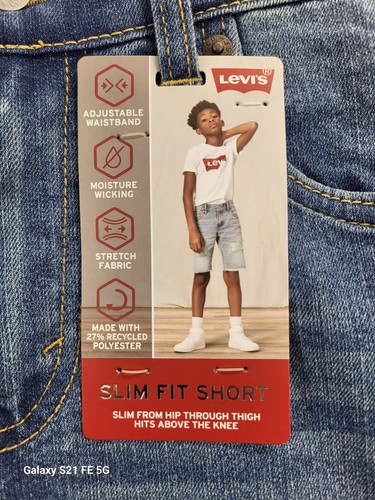 LEVI'S®
LEVI'S
ADJUSTABLE
WAISTBAND
MOISTURE
WICKING
STRETCH
FABRIC
MADE WITH
27% RECYCLED
POLYESTER
SLIM FIT SHORT
SLIM FROM HIP THROUGH THIGH
HITS ABOVE THE KNEE
Galaxy S21 FE 5G